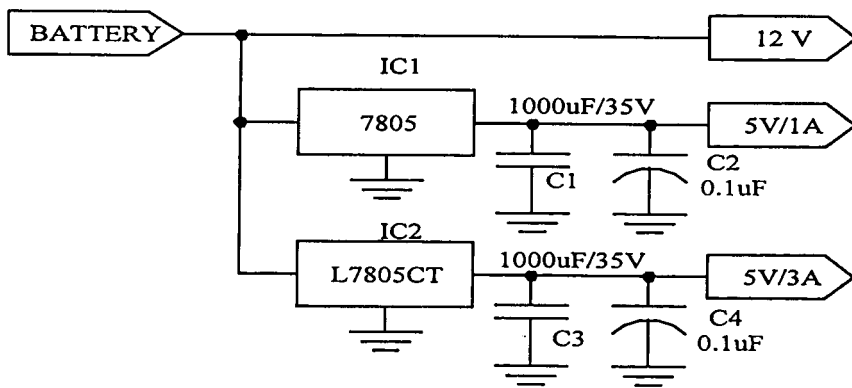 BATTERY
12 V
IC1
7805
1000uF/35V
5V/1A
C1
C2
0.1uF
IC2
L7805CT
1000uF/35V
5V/3A
C3
C4
0.1uF